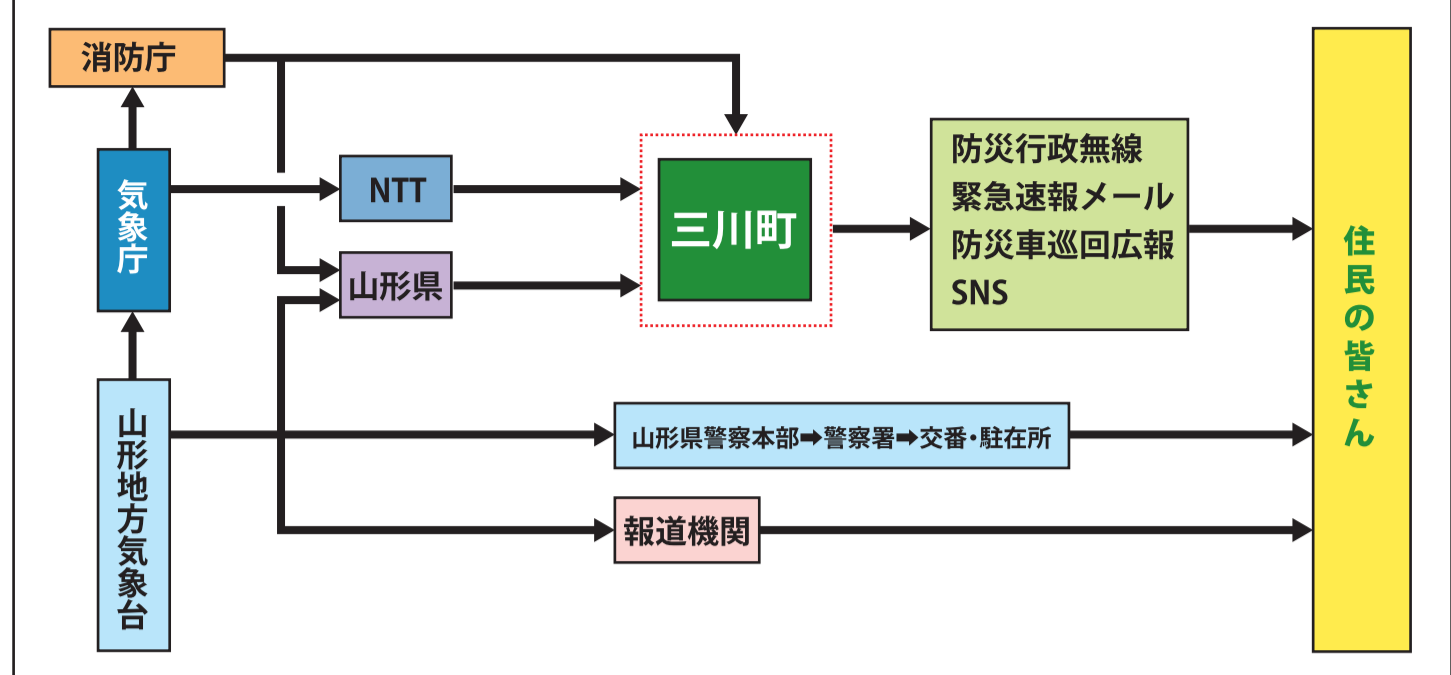 消防庁
気象庁
山形地方気象台
NTT
山形県
三川町
防災行政無線
緊急速報メール
防災車巡回広報
SNS
山形県警察本部➡警察署➡交番・駐在所
報道機関
住民の皆さん